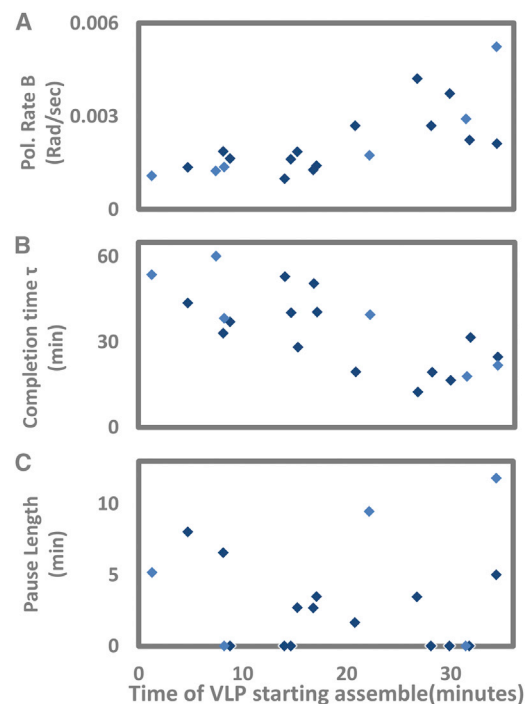 A
0.006
0.003
0
Pol. Rate B
(Rad/sec)
B
60
30
0
Completion time τ
(min)
C
10
5
0
Pause Length
(min)
0 10 20 30
Time of VLP starting assemble(minutes)